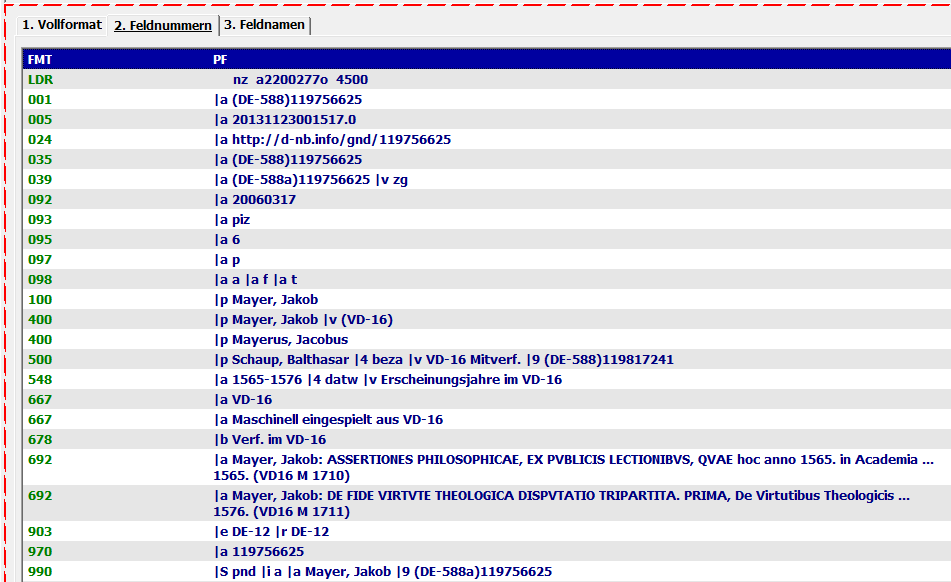 1. Vollformat 2. Feldnummern 3. Feldnamen
FMT PF
LDR nz a2200277o 4500
001 |a (DE-588)119756625
005 |a 20131123001517.0
024 |a http://d-nb.info/gnd/119756625
035 |a (DE-588)119756625
039 |a (DE-588a)119756625 |v zg
092 |a 20060317
093 |a piz
095 |a 6
097 |a p
098 |a a |a f |a t
100 |p Mayer, Jakob
400 |p Mayer, Jakob |v (VD-16)
400 |p Mayerus, Jacobus
500 |p Schaup, Balthasar |4 beza |v VD-16 Mitverf. |9 (DE-588)119817241
548 |a 1565-1576 |4 datw |v Erscheinungsjahre im VD-16
667 |a VD-16
667 |a Maschinell eingespielt aus VD-16
678 |b Verf. im VD-16
692 |a Mayer, Jakob: ASSERTIONES PHILOSOPHICAE, EX PVBLICIS LECTIONIBVS, QVAE hoc anno 1565. in Academia ...
1565. (VD16 M 1710)
692 |a Mayer, Jakob: DE FIDE VIRTVTE THEOLOGICA DISPVTATIO TRIPARTITA. PRIMA, De Virtutibus Theologicis ...
1576. (VD16 M 1711)
903 |e DE-12 |r DE-12
970 |a 119756625
990 |S pnd |i a |a Mayer, Jakob |9 (DE-588a)119756625